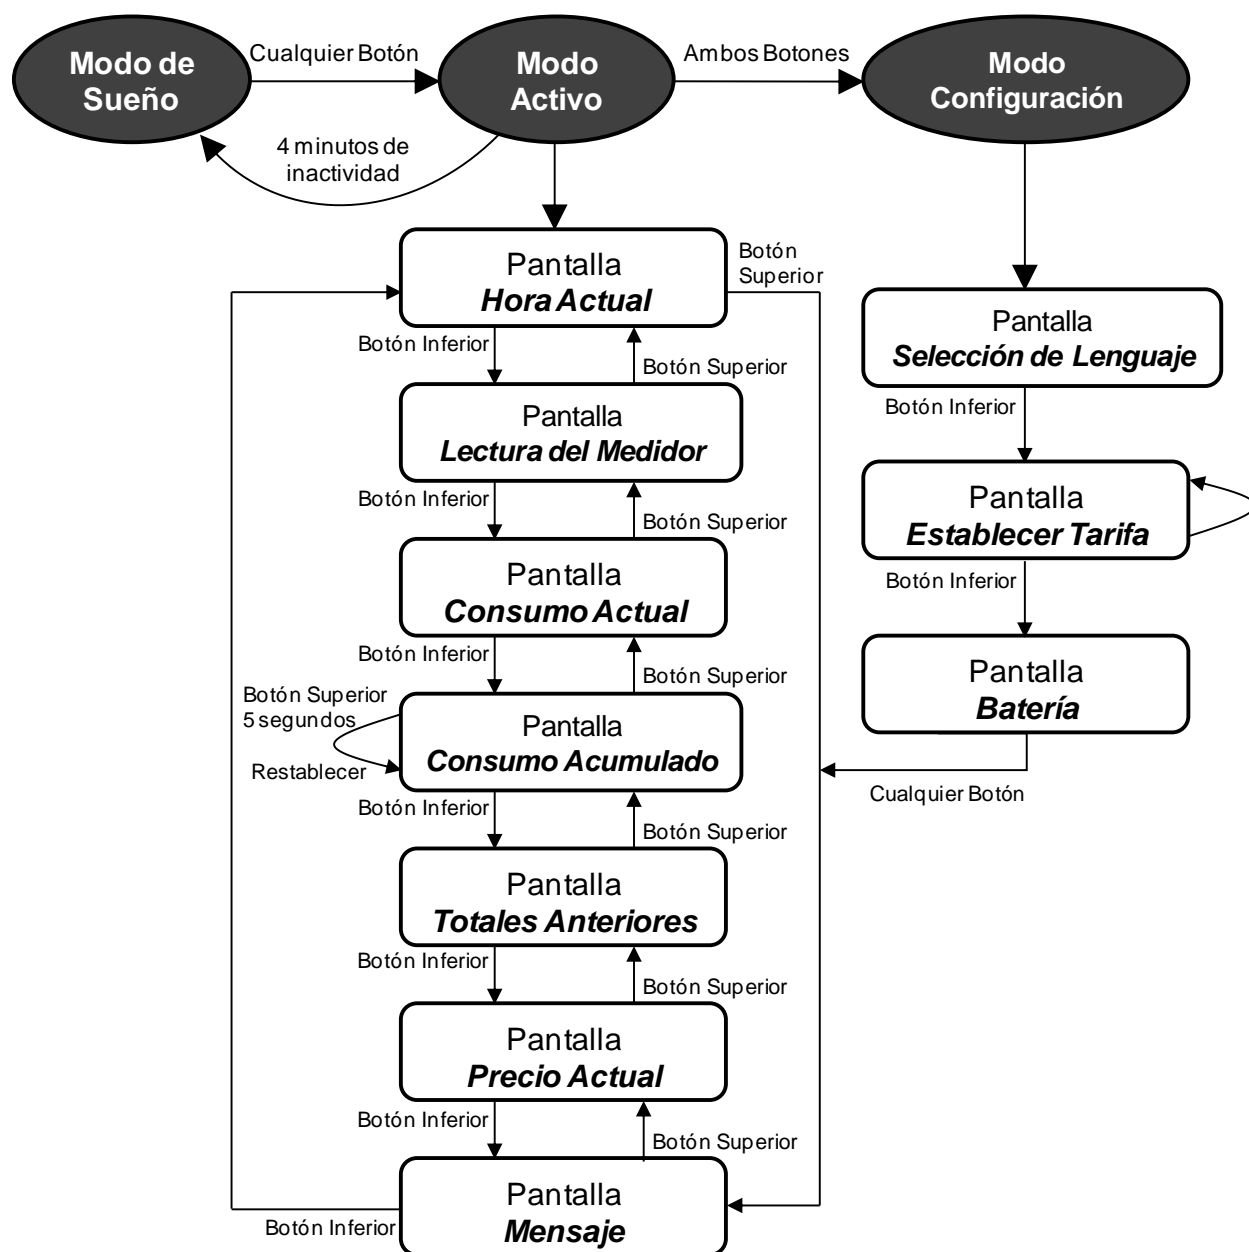 Modo de
Sueño
Cualquier Botón
Modo
Activo
Ambos Botones
Modo
Configuración
4 minutos de
inactividad
Pantalla
Hora Actual
Botón
Superior
Botón Inferior
Botón Superior
Pantalla
Selección de Lenguaje
Pantalla
Lectura del Medidor
Botón Inferior
Botón Inferior
Botón Superior
Pantalla
Establecer Tarifa
Pantalla
Consumo Actual
Botón Inferior
Botón Inferior
Botón Superior
Pantalla
Batería
Botón Superior
5 segundos
Restablecer
Pantalla
Consumo Acumulado
Cualquier Botón
Botón Inferior
Botón Superior
Pantalla
Totales Anteriores
Botón Inferior
Botón Superior
Pantalla
Precio Actual
Botón Inferior
Botón Superior
Pantalla
Mensaje
Botón Inferior